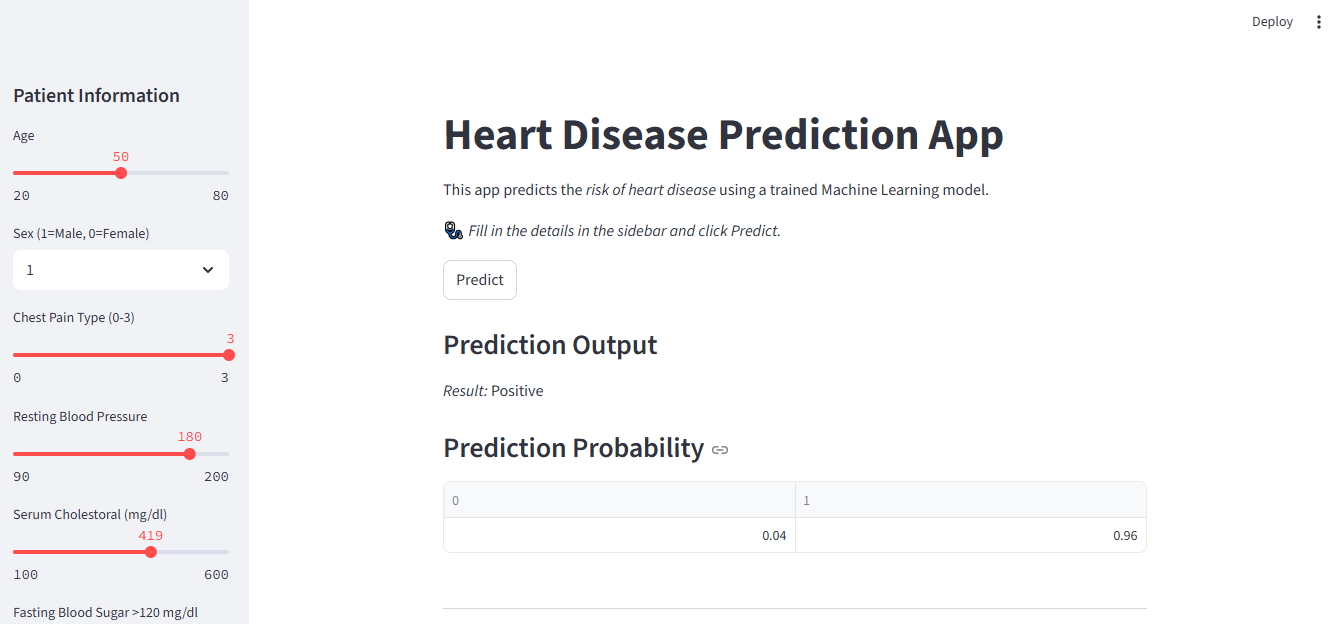 Deploy
Patient Information
Age
50
20 80
Sex (1=Male, 0=Female)
1
Chest Pain Type (0-3)
3
0 3
Resting Blood Pressure
180
90 200
Serum Cholestoral (mg/dl)
419
100 600
Fasting Blood Sugar >120 mg/dl
Heart Disease Prediction App
This app predicts the risk of heart disease using a trained Machine Learning model.
Fill in the details in the sidebar and click Predict.
Predict
Prediction Output
Result: Positive
Prediction Probability
0 1
0.04 0.96